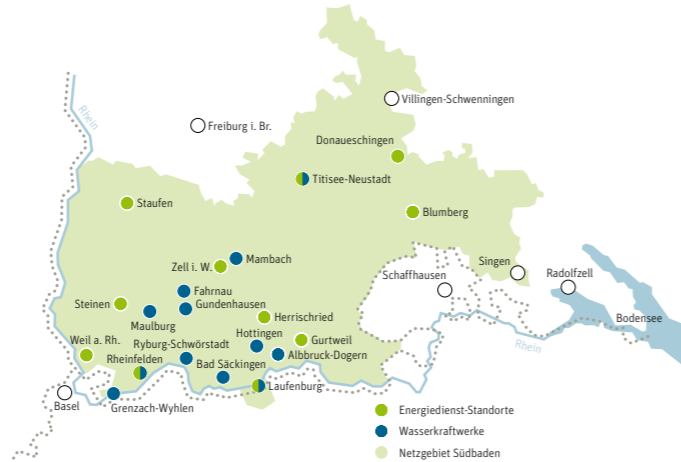 Villingen-Schwenningen
Rhein
Freiburg i. Br.
Donaueschingen
Titisee-Neustadt
Staufen
Blumberg
Mambach
Zell i. W.
Singen
Radolfzell
Schaffhausen
Fahrnau
Steinen
Gundenhausen
Herrischried
Maulburg
Bodensee
Hottingen
Gurtweil
Weil a. Rh.
Ryburg-Schwörstadt
Rhein
Rheinfelden
Albbruck-Dogern
Bad Säckingen
Laufenburg
Basel
Grenzach-Wyhlen
Energiedienst-Standorte
Wasserkraftwerke
Netzgebiet Südbaden